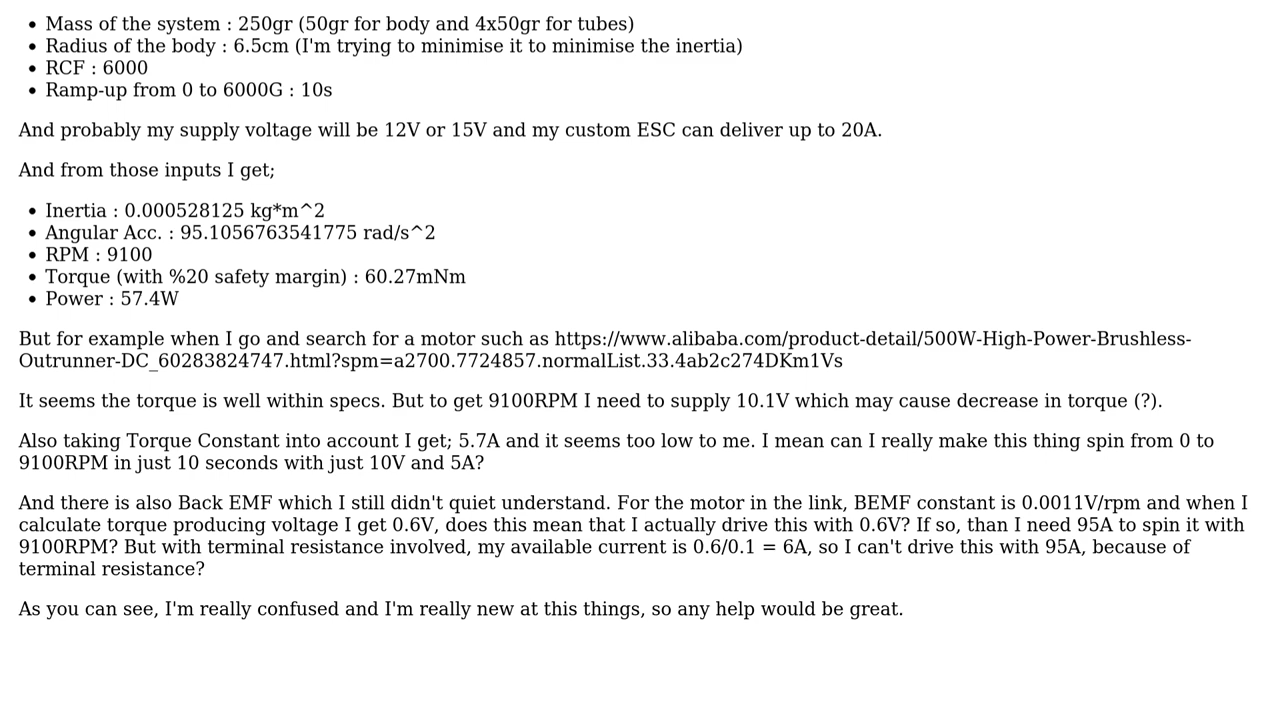 • Mass of the system : 250gr (50gr for body and 4x50gr for tubes)
• Radius of the body : 6.5cm (I'm trying to minimise it to minimise the inertia)
• RCF : 6000
• Ramp-up from 0 to 6000G : 10s
And probably my supply voltage will be 12V or 15V and my custom ESC can deliver up to 20A.
And from those inputs I get;
• Inertia : 0.000528125 kg*m^2
• Angular Acc. : 95.1056763541775 rad/s^2
• RPM : 9100
• Torque (with %20 safety margin) : 60.27mNm
• Power : 57.4W
But for example when I go and search for a motor such as https://www.alibaba.com/product-detail/500W-High-Power-Brushless-
Outrunner-DC_60283824747.html?spm=a2700.7724857.normalList.33.4ab2c274DKm1Vs
It seems the torque is well within specs. But to get 9100RPM I need to supply 10.1V which may cause decrease in torque (?).
Also taking Torque Constant into account I get; 5.7A and it seems too low to me. I mean can I really make this thing spin from 0 to
9100RPM in just 10 seconds with just 10V and 5A?
And there is also Back EMF which I still didn't quiet understand. For the motor in the link, BEMF constant is 0.0011V/rpm and when I
calculate torque producing voltage I get 0.6V, does this mean that I actually drive this with 0.6V? If so, than I need 95A to spin it with
9100RPM? But with terminal resistance involved, my available current is 0.6/0.1 = 6A, so I can't drive this with 95A, because of
terminal resistance?
As you can see, I'm really confused and I'm really new at this things, so any help would be great.